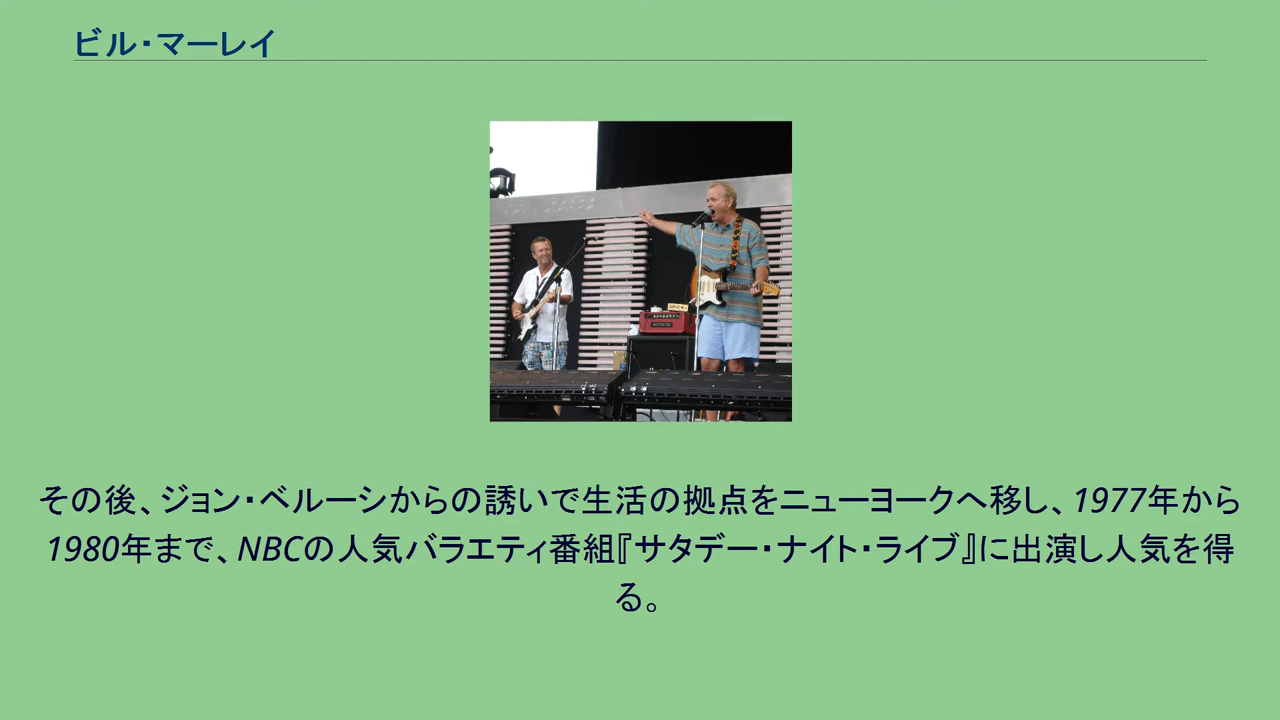 ビル・マーレイ
その後、ジョン・ベルーシからの誘いで生活の拠点をニューヨークへ移し、1977年から
1980年まで、NBCの人気バラエティ番組『サタデー・ナイト・ライブ』に出演し人気を得
る。